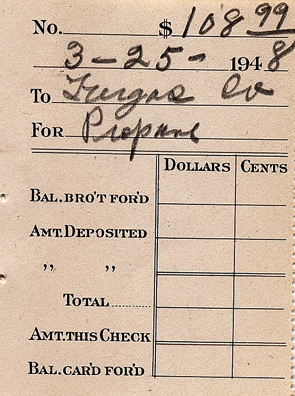 No. $ 108 99
3-25- 1948
To Furgas Co
For Propane
Dollars Cents
Bal. Bro't For'd
Amt. Deposited
,, ,,
Total
Amt. This Check
Bal. Car'd For'd